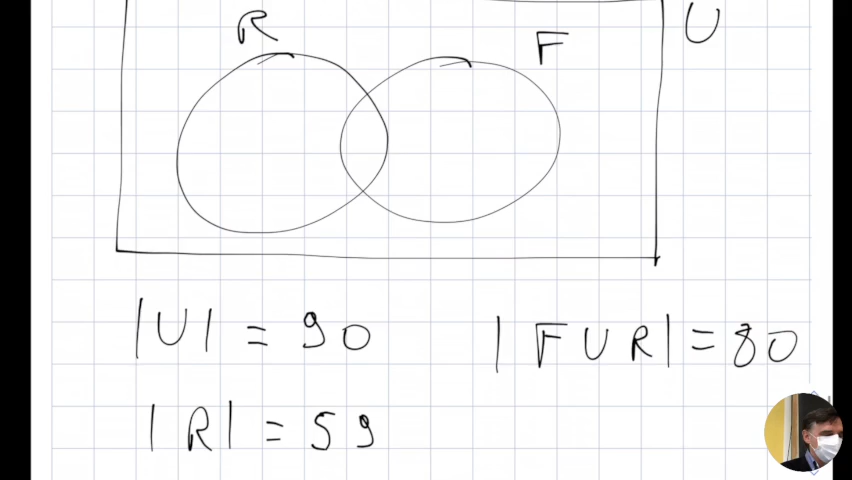 R
F
U
|U| = 90
|F ∪ R| = 80
|R| = 59